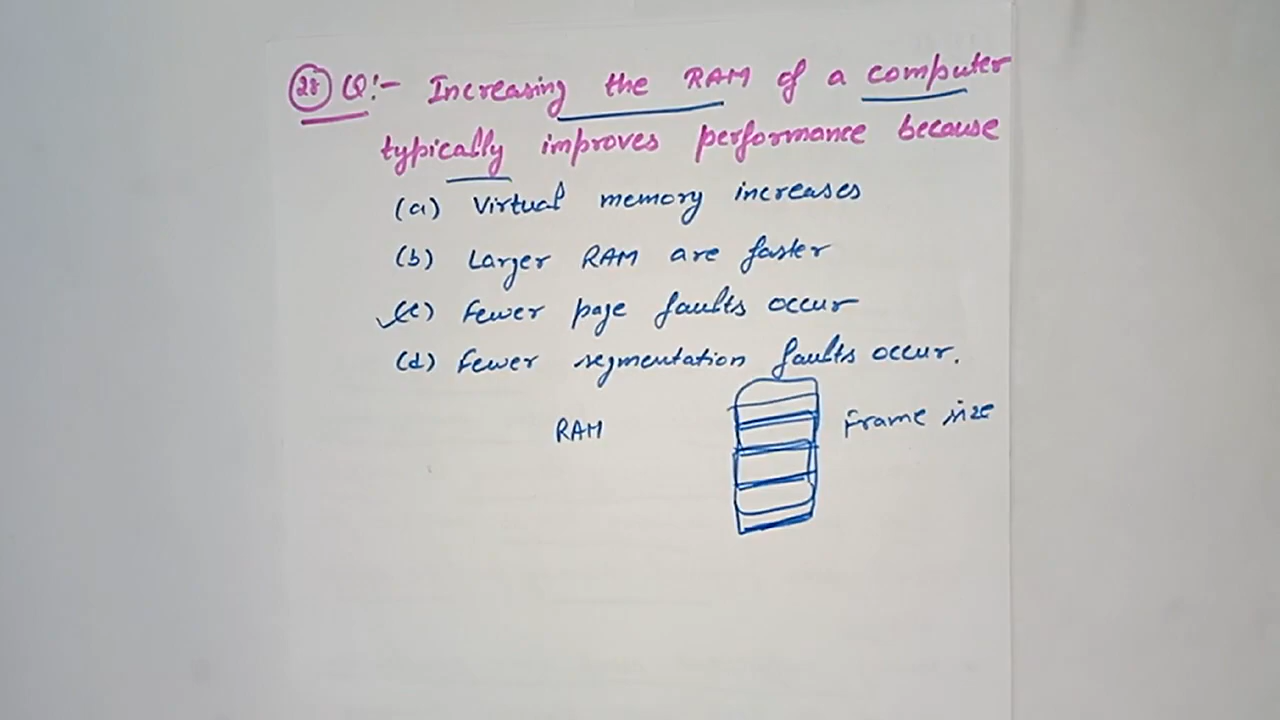 28 Q:- Increasing the RAM of a computer
typically improves performance because
(a) Virtual memory increases
(b) Larger RAM are faster
(c) Fewer page faults occur
(d) Fewer segmentation faults occur.
RAM
Frame size